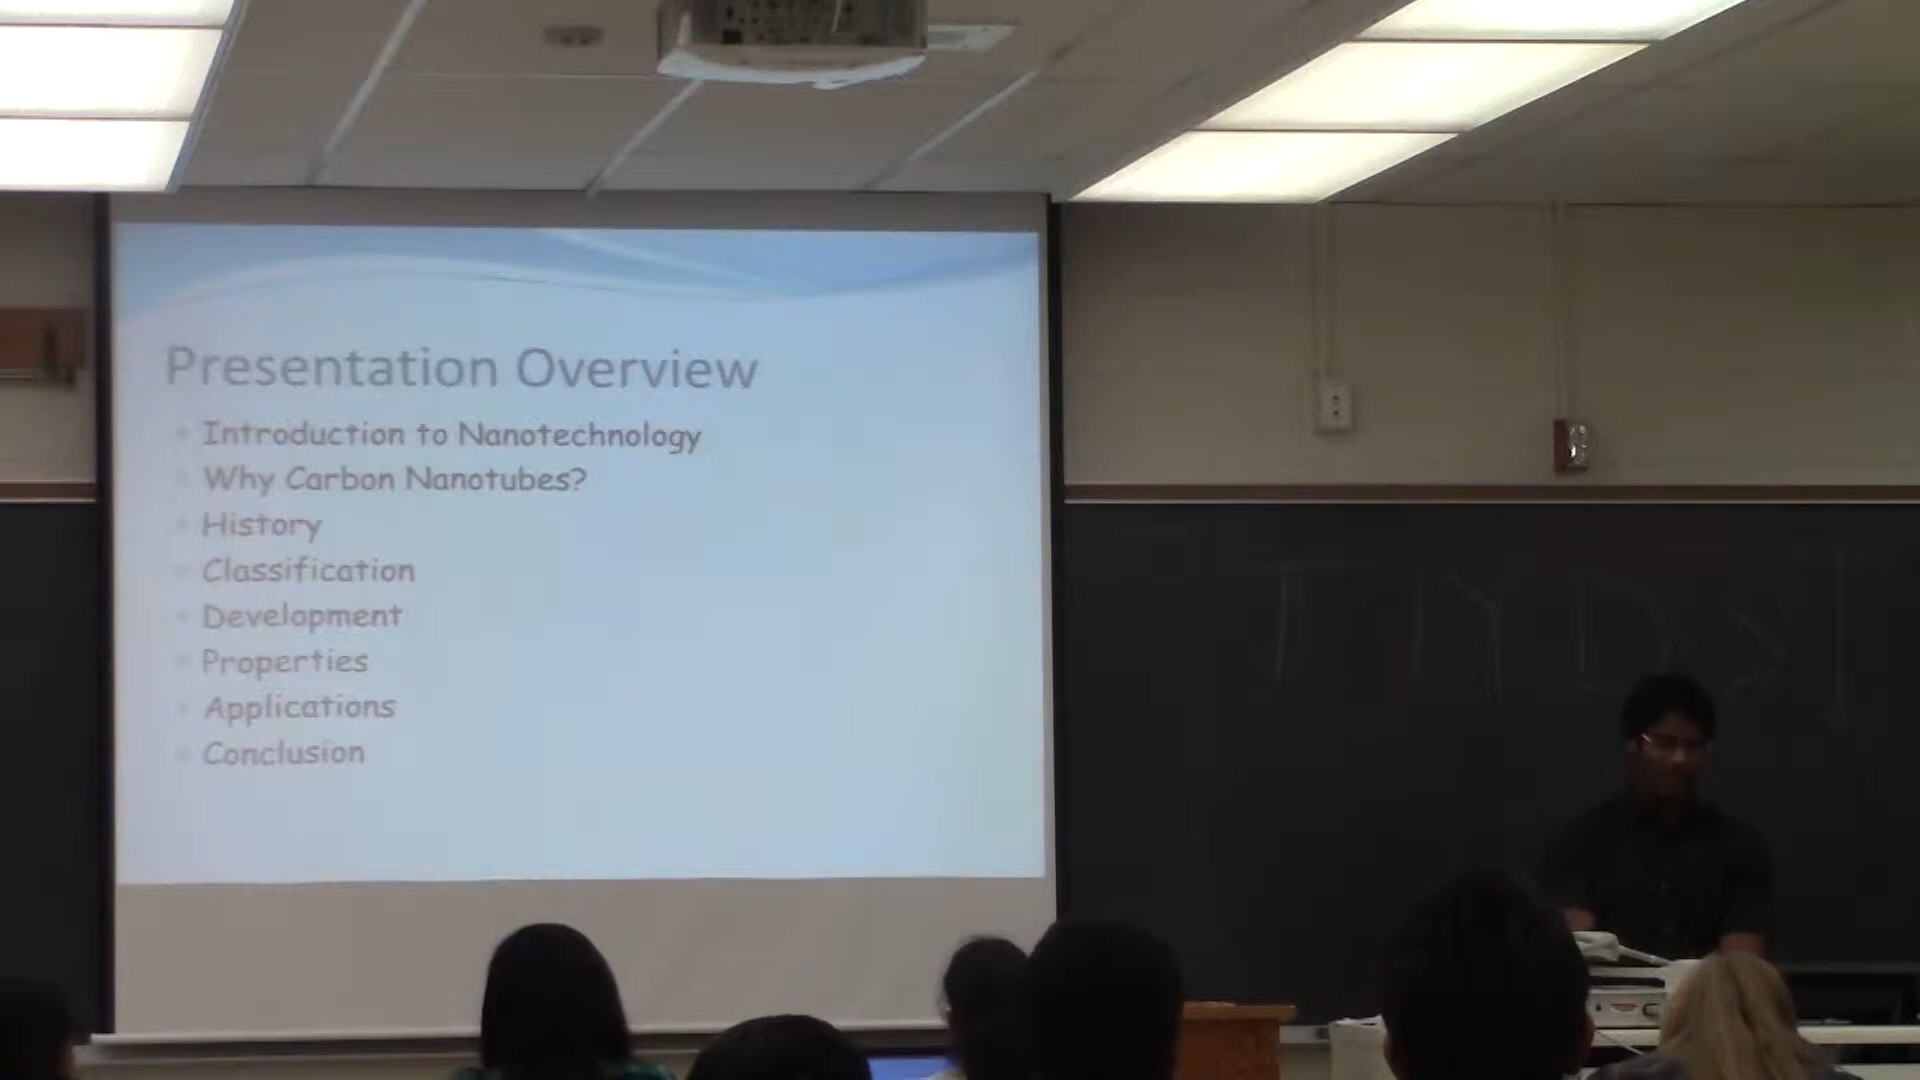 Presentation Overview
Introduction to Nanotechnology
Why Carbon Nanotubes?
History
Classification
Development
Properties
Applications
Conclusion